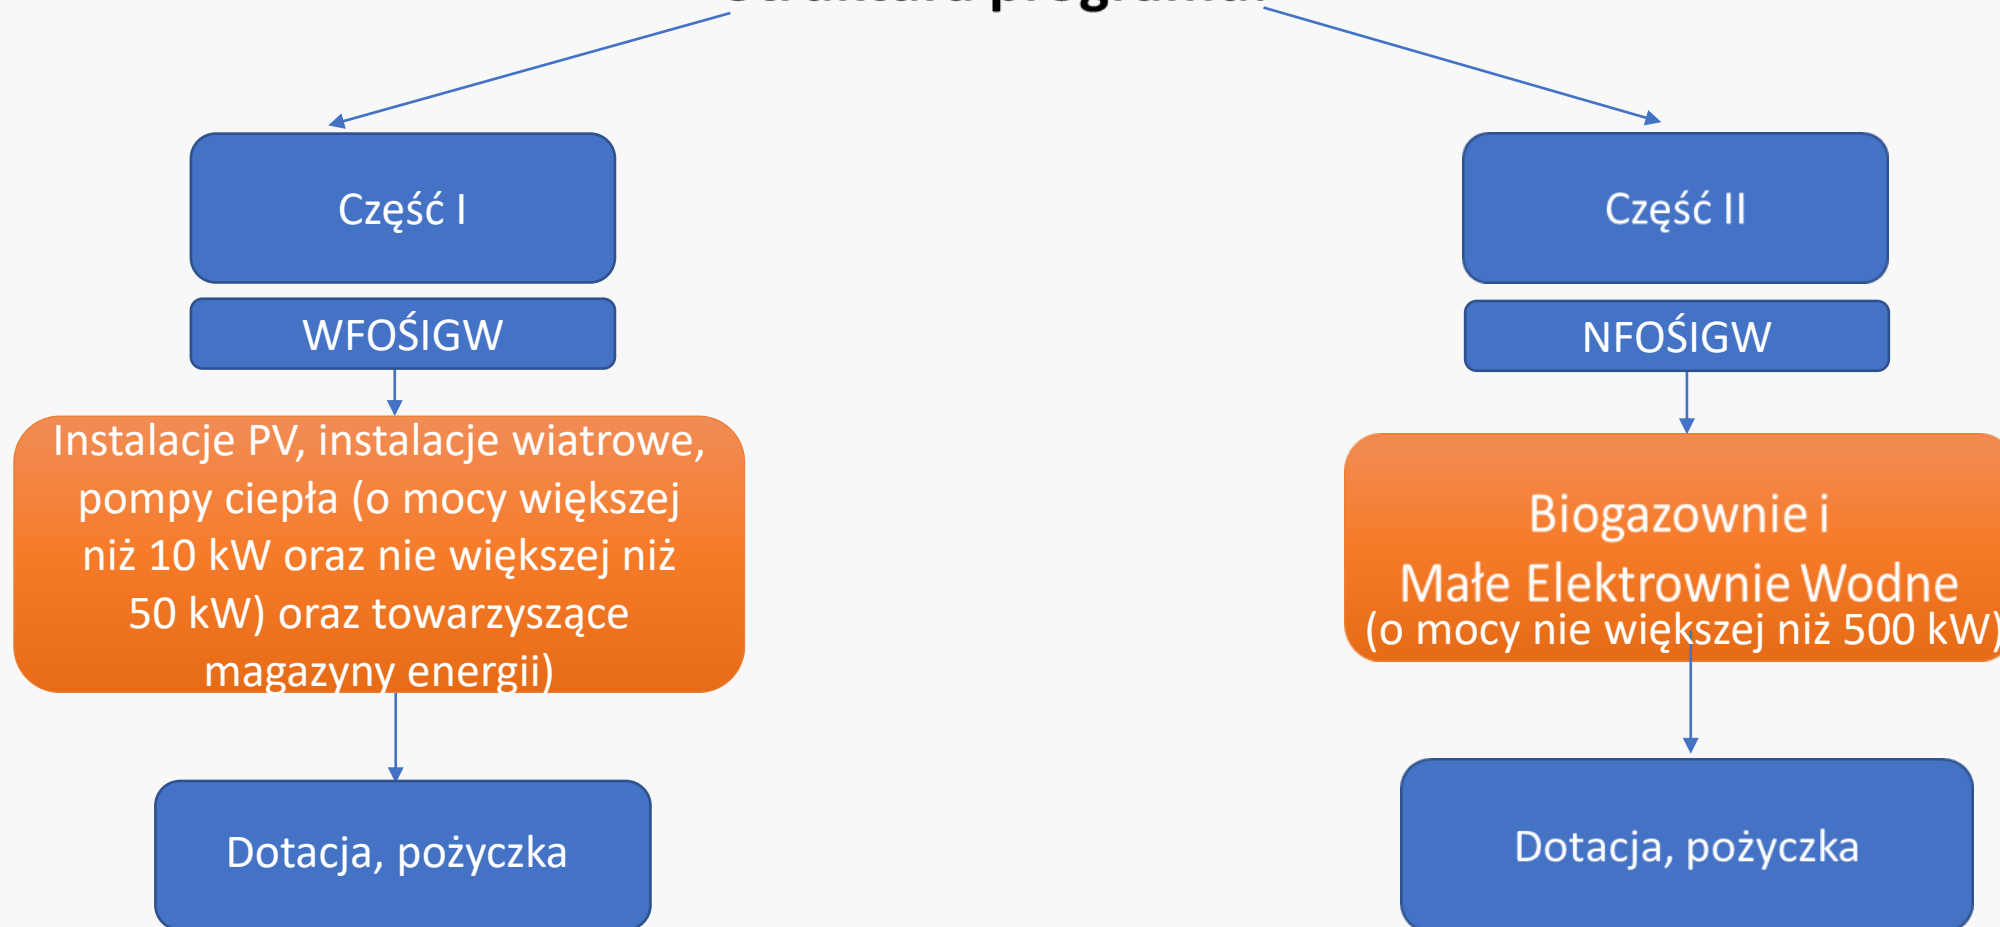 Struktura programu:
Część I
WFOŚIGW
Instalacje PV, instalacje wiatrowe,
pompy ciepła (o mocy większej
niż 10 kW oraz nie większej niż
50 kW) oraz towarzyszące
magazyny energii)
Dotacja, pożyczka
Część II
NFOŚIGW
Biogazownie i
Małe Elektrownie Wodne
(o mocy nie większej niż 500 kW)
Dotacja, pożyczka